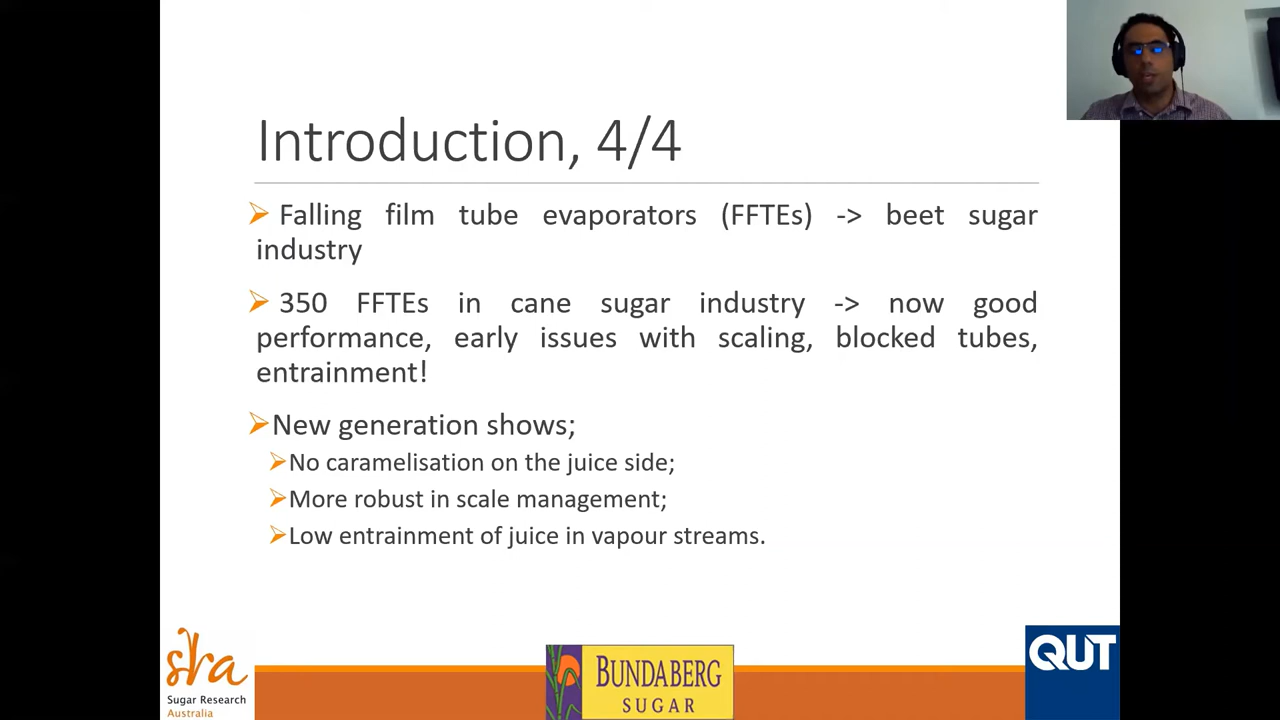 Introduction, 4/4
Falling film tube evaporators (FFTEs) -> beet sugar
industry
350 FFTEs in cane sugar industry -> now good
performance, early issues with scaling, blocked tubes,
entrainment!
New generation shows;
No caramelisation on the juice side;
More robust in scale management;
Low entrainment of juice in vapour streams.
sra
Sugar Research
Australia
BUNDABERG
SUGAR
QUT